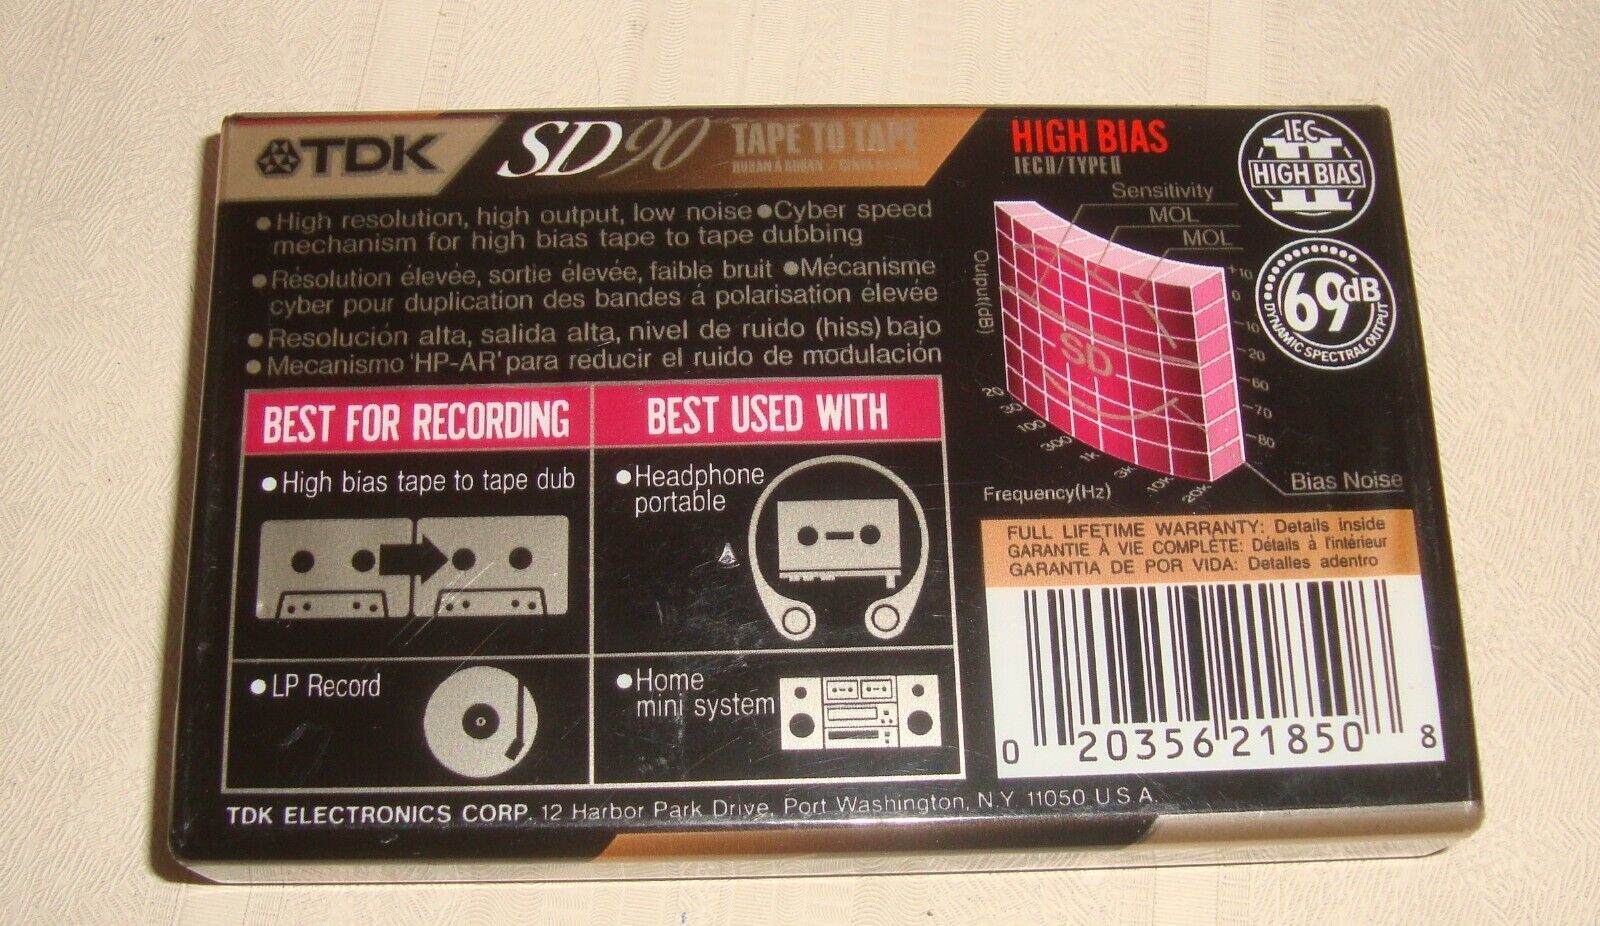 TDK SD90 TAPE TO TAPE
RUBAN À RUBAN /
HIGH BIAS
IEC II / TYPE II
IEC
II
HIGH BIAS
• High resolution, high output, low noise • Cyber speed
mechanism for high bias tape to tape dubbing
• Résolution élevée, sortie élevée, faible bruit • Mécanisme
cyber pour duplication des bandes á polarisation élevée
• Resolución alta, salida alta, nivel de ruido (hiss) bajo
• Mecanismo 'HP-AR' para reducir el ruido de modulación
Sensitivity
MOL
MOL
Output(dB)
+10
0
-10
-20
-60
-70
-80
SD
20 30 100 300 1k 3k 10k 20k
Frequency(Hz)
Bias Noise
69dB
DYNAMIC SPECTRAL OUTPUT
BEST FOR RECORDING
• High bias tape to tape dub
• LP Record
BEST USED WITH
• Headphone
portable
• Home
mini system
FULL LIFETIME WARRANTY: Details inside
GARANTIE À VIE COMPLÈTE: Détails à l'intérieur
GARANTIA DE POR VIDA: Detalles adentro
0 20356 21850 8
TDK ELECTRONICS CORP. 12 Harbor Park Drive, Port Washington, N.Y. 11050 U.S.A.